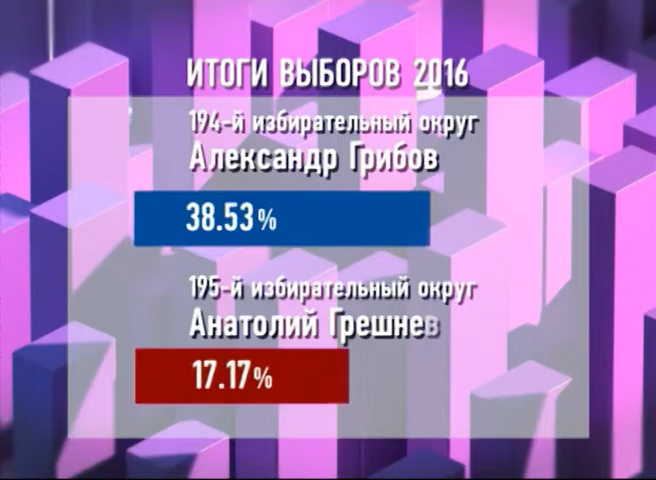 ИТОГИ ВЫБОРОВ 2016
194-й избирательный округ
Александр Грибов
38.53%
195-й избирательный округ
Анатолий Грешнев
17.17%